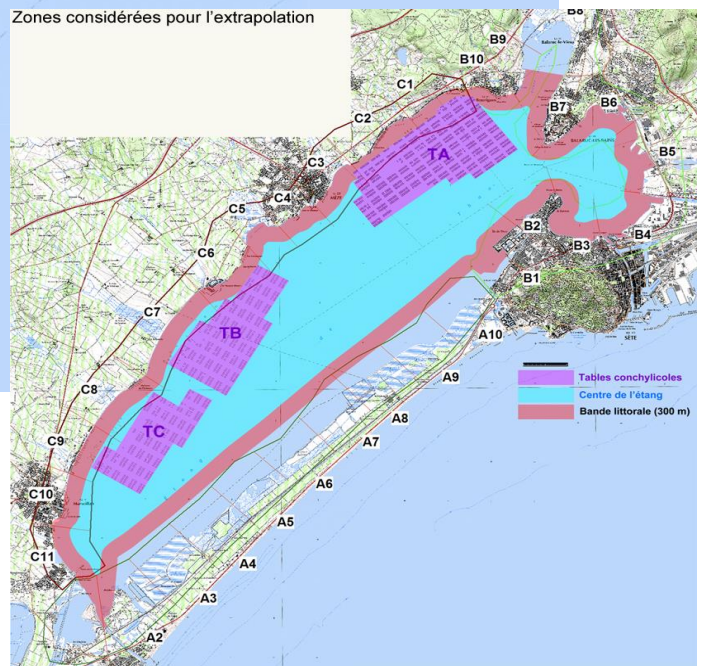 Zones considérées pour l'extrapolation
B8
B9
B10
C1
B7
B6
C2
TA
B5
C3
C4
C5
B4
B2
B3
C6
B1
C7
SÈTE
A10
TB
A9
Tables conchylicoles
C8
Centre de l'étang
A8
Bande littorale (300 m)
TC
A7
C9
A6
C10
A5
C11
A4
A3
A2